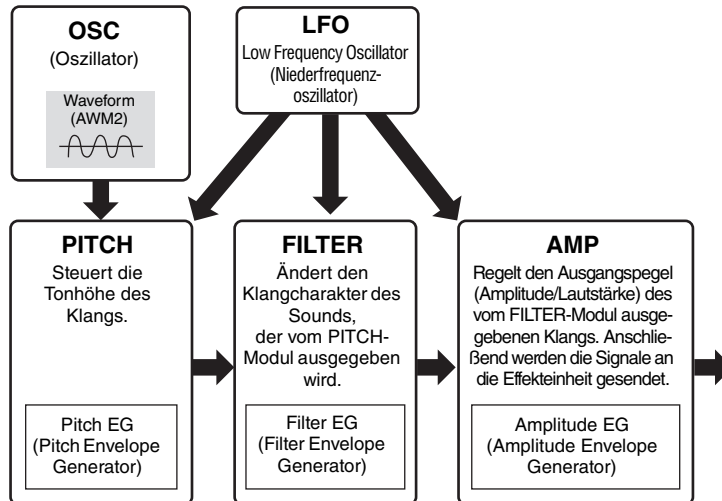 OSC
(Oszillator)
Waveform
(AWM2)
LFO
Low Frequency Oscillator
(Niederfrequenz-
oszillator)
PITCH
Steuert die
Tonhöhe des
Klangs.
Pitch EG
(Pitch Envelope
Generator)
FILTER
Ändert den
Klangcharakter des
Sounds,
der vom PITCH-
Modul ausgegeben
wird.
Filter EG
(Filter Envelope
Generator)
AMP
Regelt den Ausgangspegel
(Amplitude/Lautstärke) des
vom FILTER-Modul ausge-
gebenen Klangs. Anschlie-
ßend werden die Signale an
die Effekteinheit gesendet.
Amplitude EG
(Amplitude Envelope
Generator)